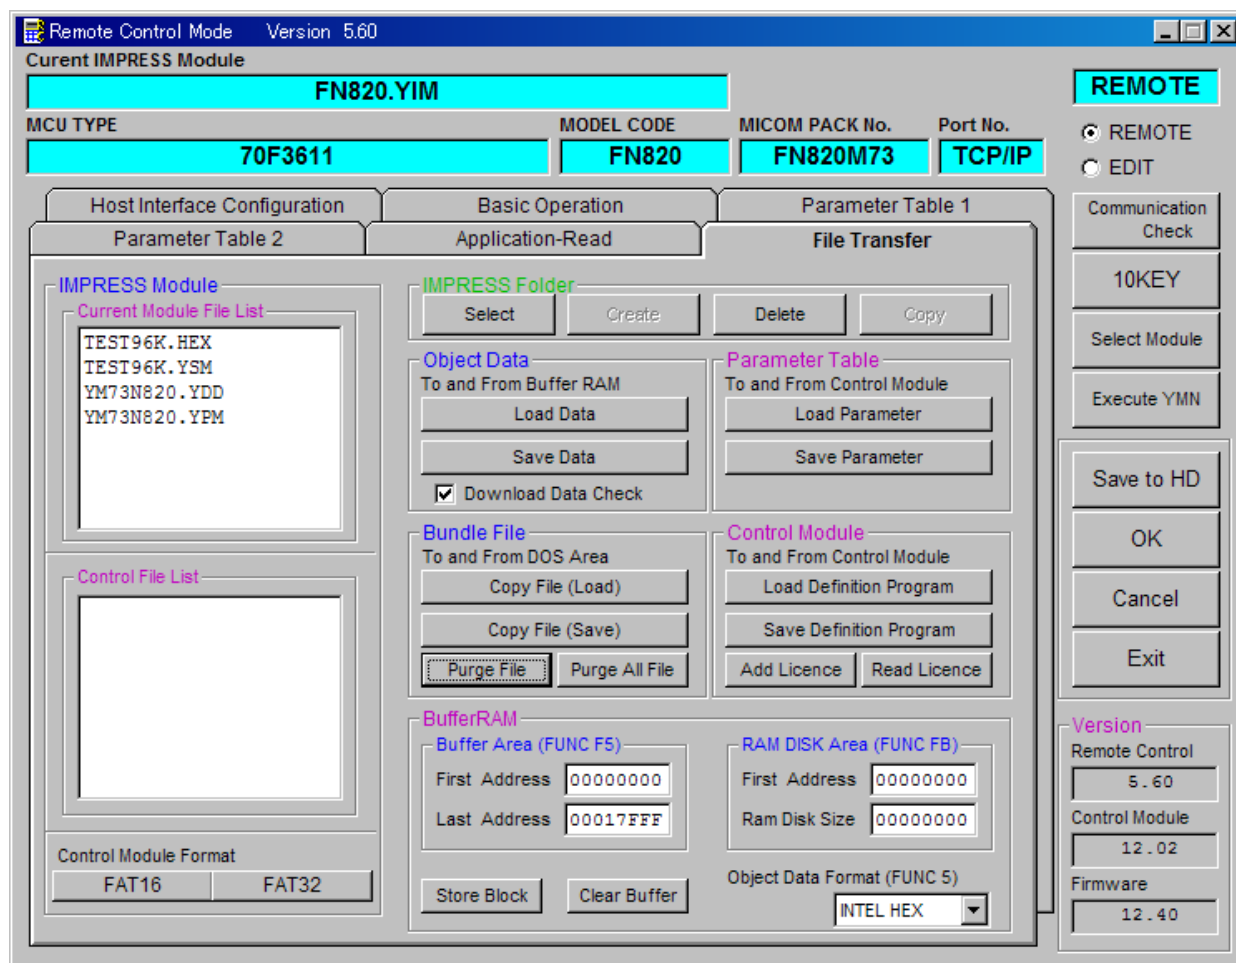 Remote Control Mode Version 5.60
Curent IMPRESS Module
FN820.YIM
REMOTE
MCU TYPE MODEL CODE MICOM PACK No. Port No.
70F3611 FN820 FN820M73 TCP/IP
REMOTE
EDIT
Host Interface Configuration Basic Operation Parameter Table 1
Parameter Table 2 Application-Read File Transfer
IMPRESS Module
Current Module File List
TEST96K.HEX
TEST96K.YSM
YM73N820.YDD
YM73N820.YPM
Control File List
Control Module Format
FAT16 FAT32
IMPRESS Folder
Select Create Delete Copy
Object Data
To and From Buffer RAM
Load Data
Save Data
Download Data Check
Parameter Table
To and From Control Module
Load Parameter
Save Parameter
Bundle File
To and From DOS Area
Copy File (Load)
Copy File (Save)
Purge File Purge All File
Control Module
To and From Control Module
Load Definition Program
Save Definition Program
Add Licence Read Licence
BufferRAM
Buffer Area (FUNC F5)
First Address 00000000
Last Address 00017FFF
RAM DISK Area (FUNC FB)
First Address 00000000
Ram Disk Size 00000000
Store Block Clear Buffer
Object Data Format (FUNC 5)
INTEL HEX
Communication
Check
10KEY
Select Module
Execute YMN
Save to HD
OK
Cancel
Exit
Version
Remote Control
5.60
Control Module
12.02
Firmware
12.40